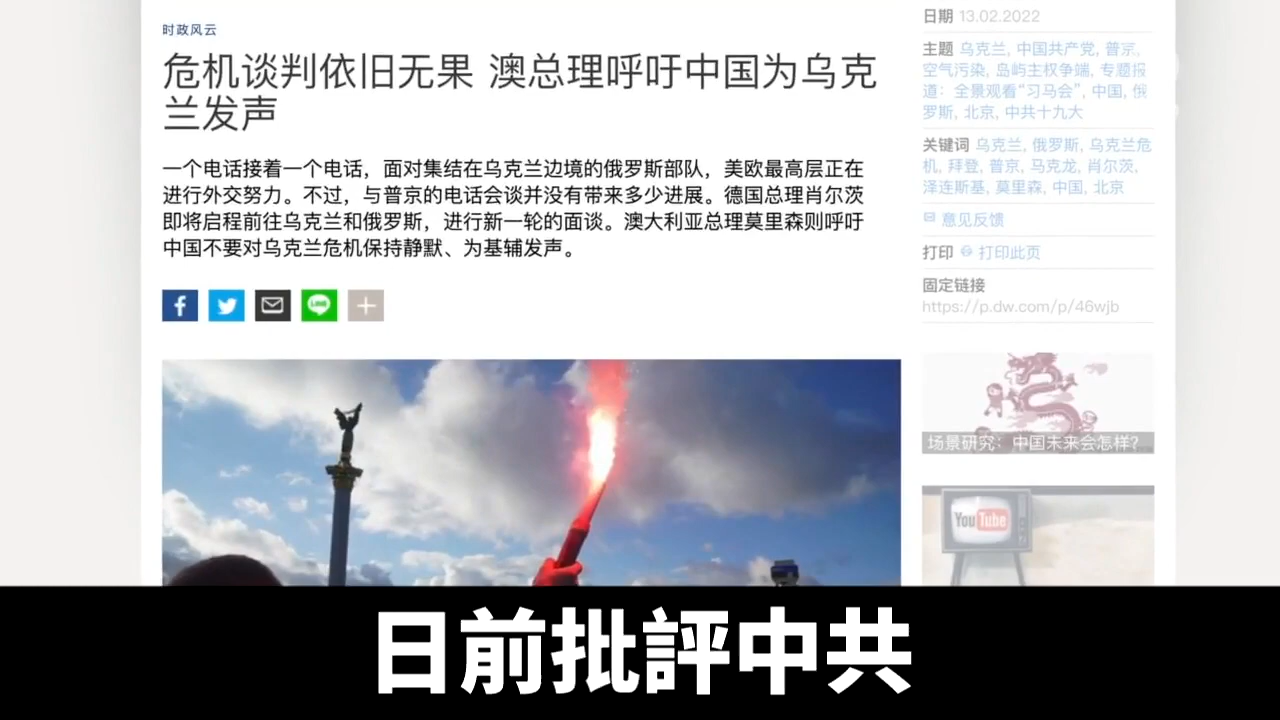 时政风云
危机谈判依旧无果 澳总理呼吁中国为乌克
兰发声
一个电话接着一个电话，面对集结在乌克兰边境的俄罗斯部队，美欧最高层正在
进行外交努力。不过，与普京的电话会谈并没有带来多少进展。德国总理肖尔茨
即将启程前往乌克兰和俄罗斯，进行新一轮的面谈。澳大利亚总理莫里森则呼吁
中国不要对乌克兰危机保持静默、为基辅发声。
LINE
日期 13.02.2022
主题 乌克兰, 中国共产党, 普京,
空气污染, 岛屿主权争端, 专题报
道：全景观看“习马会”, 中国, 俄
罗斯, 北京, 中共十九大
关键词 乌克兰, 俄罗斯, 乌克兰危
机, 拜登, 普京, 马克龙, 肖尔茨,
泽连斯基, 莫里森, 中国, 北京
意见反馈
打印 打印此页
固定链接
https://p.dw.com/p/46wjb
场景研究：中国未来会怎样？
YouTube
日前批評中共